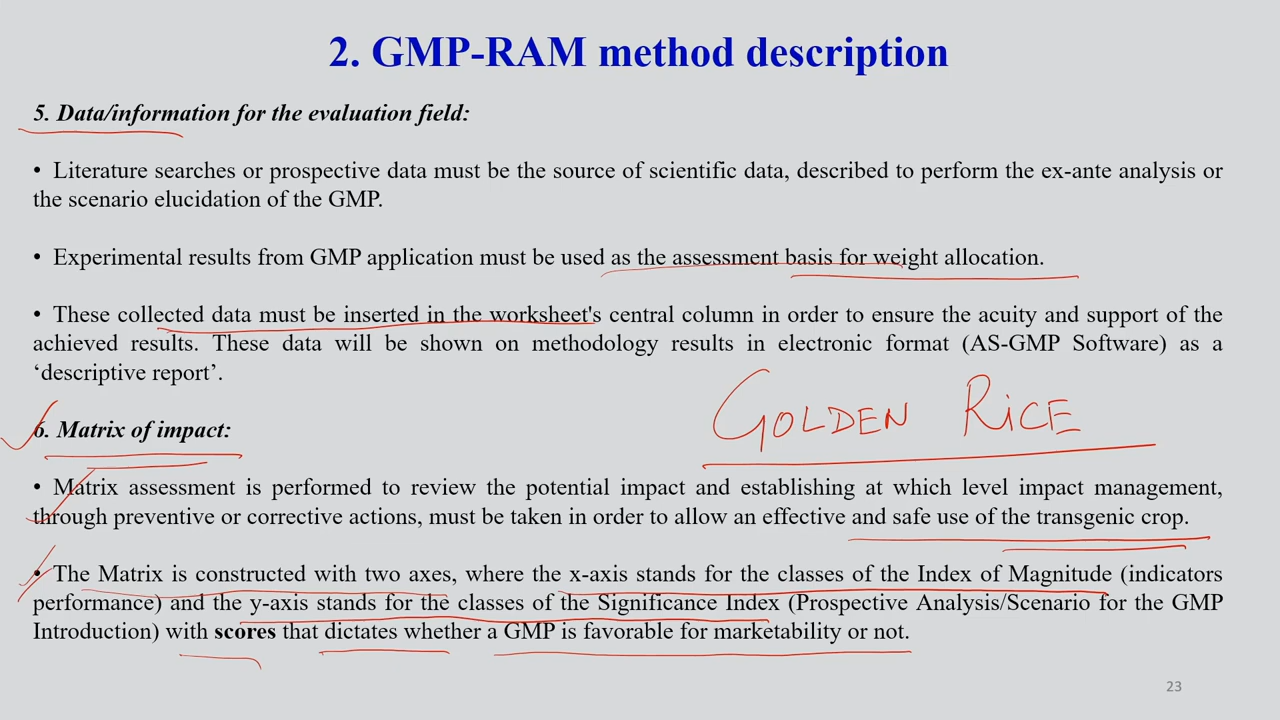 2. GMP-RAM method description
5. Data/information for the evaluation field:
• Literature searches or prospective data must be the source of scientific data, described to perform the ex-ante analysis or
the scenario elucidation of the GMP.
• Experimental results from GMP application must be used as the assessment basis for weight allocation.
• These collected data must be inserted in the worksheet's central column in order to ensure the acuity and support of the
achieved results. These data will be shown on methodology results in electronic format (AS-GMP Software) as a
‘descriptive report’.
GOLDEN RICE
6. Matrix of impact:
• Matrix assessment is performed to review the potential impact and establishing at which level impact management,
through preventive or corrective actions, must be taken in order to allow an effective and safe use of the transgenic crop.
• The Matrix is constructed with two axes, where the x-axis stands for the classes of the Index of Magnitude (indicators
performance) and the y-axis stands for the classes of the Significance Index (Prospective Analysis/Scenario for the GMP
Introduction) with scores that dictates whether a GMP is favorable for marketability or not.
23